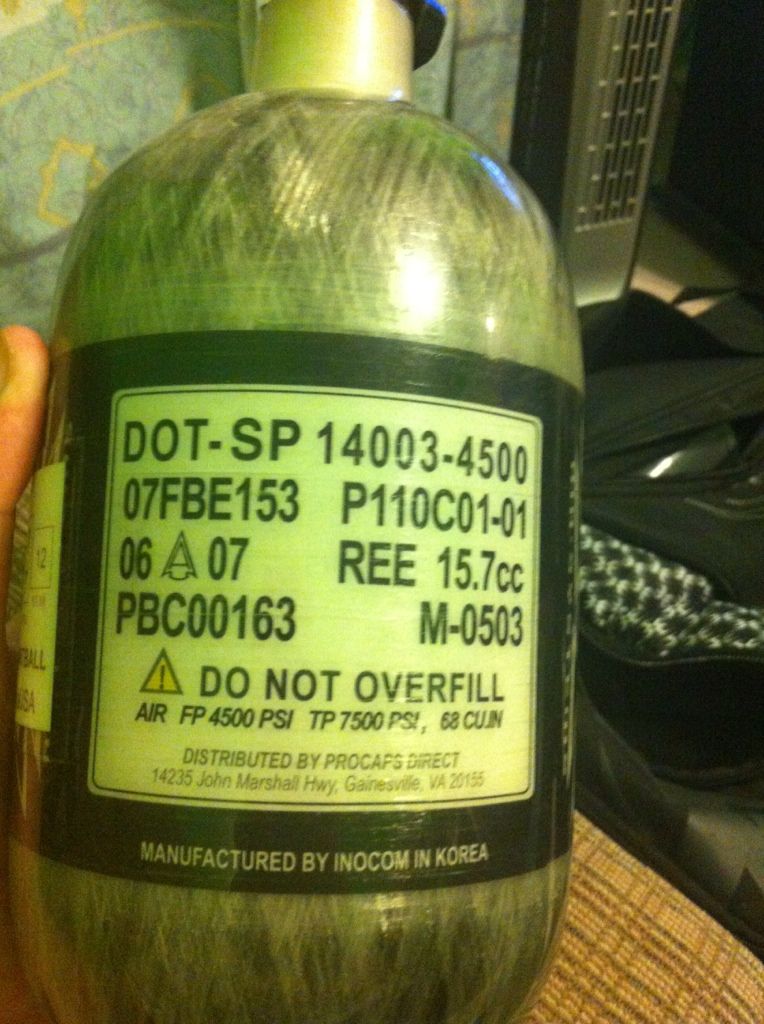 DOT-SP 14003-4500
07FBE153 P110C01-01
06 A 07 REE 15.7cc
PBC00163 M-0503
DO NOT OVERFILL
AIR FP 4500 PSI TP 7500 PSI, 68 CU.IN
DISTRIBUTED BY PROCAPS DIRECT
14235 John Marshall Hwy, Gainesville, VA 20155
MANUFACTURED BY INOCOM IN KOREA
12